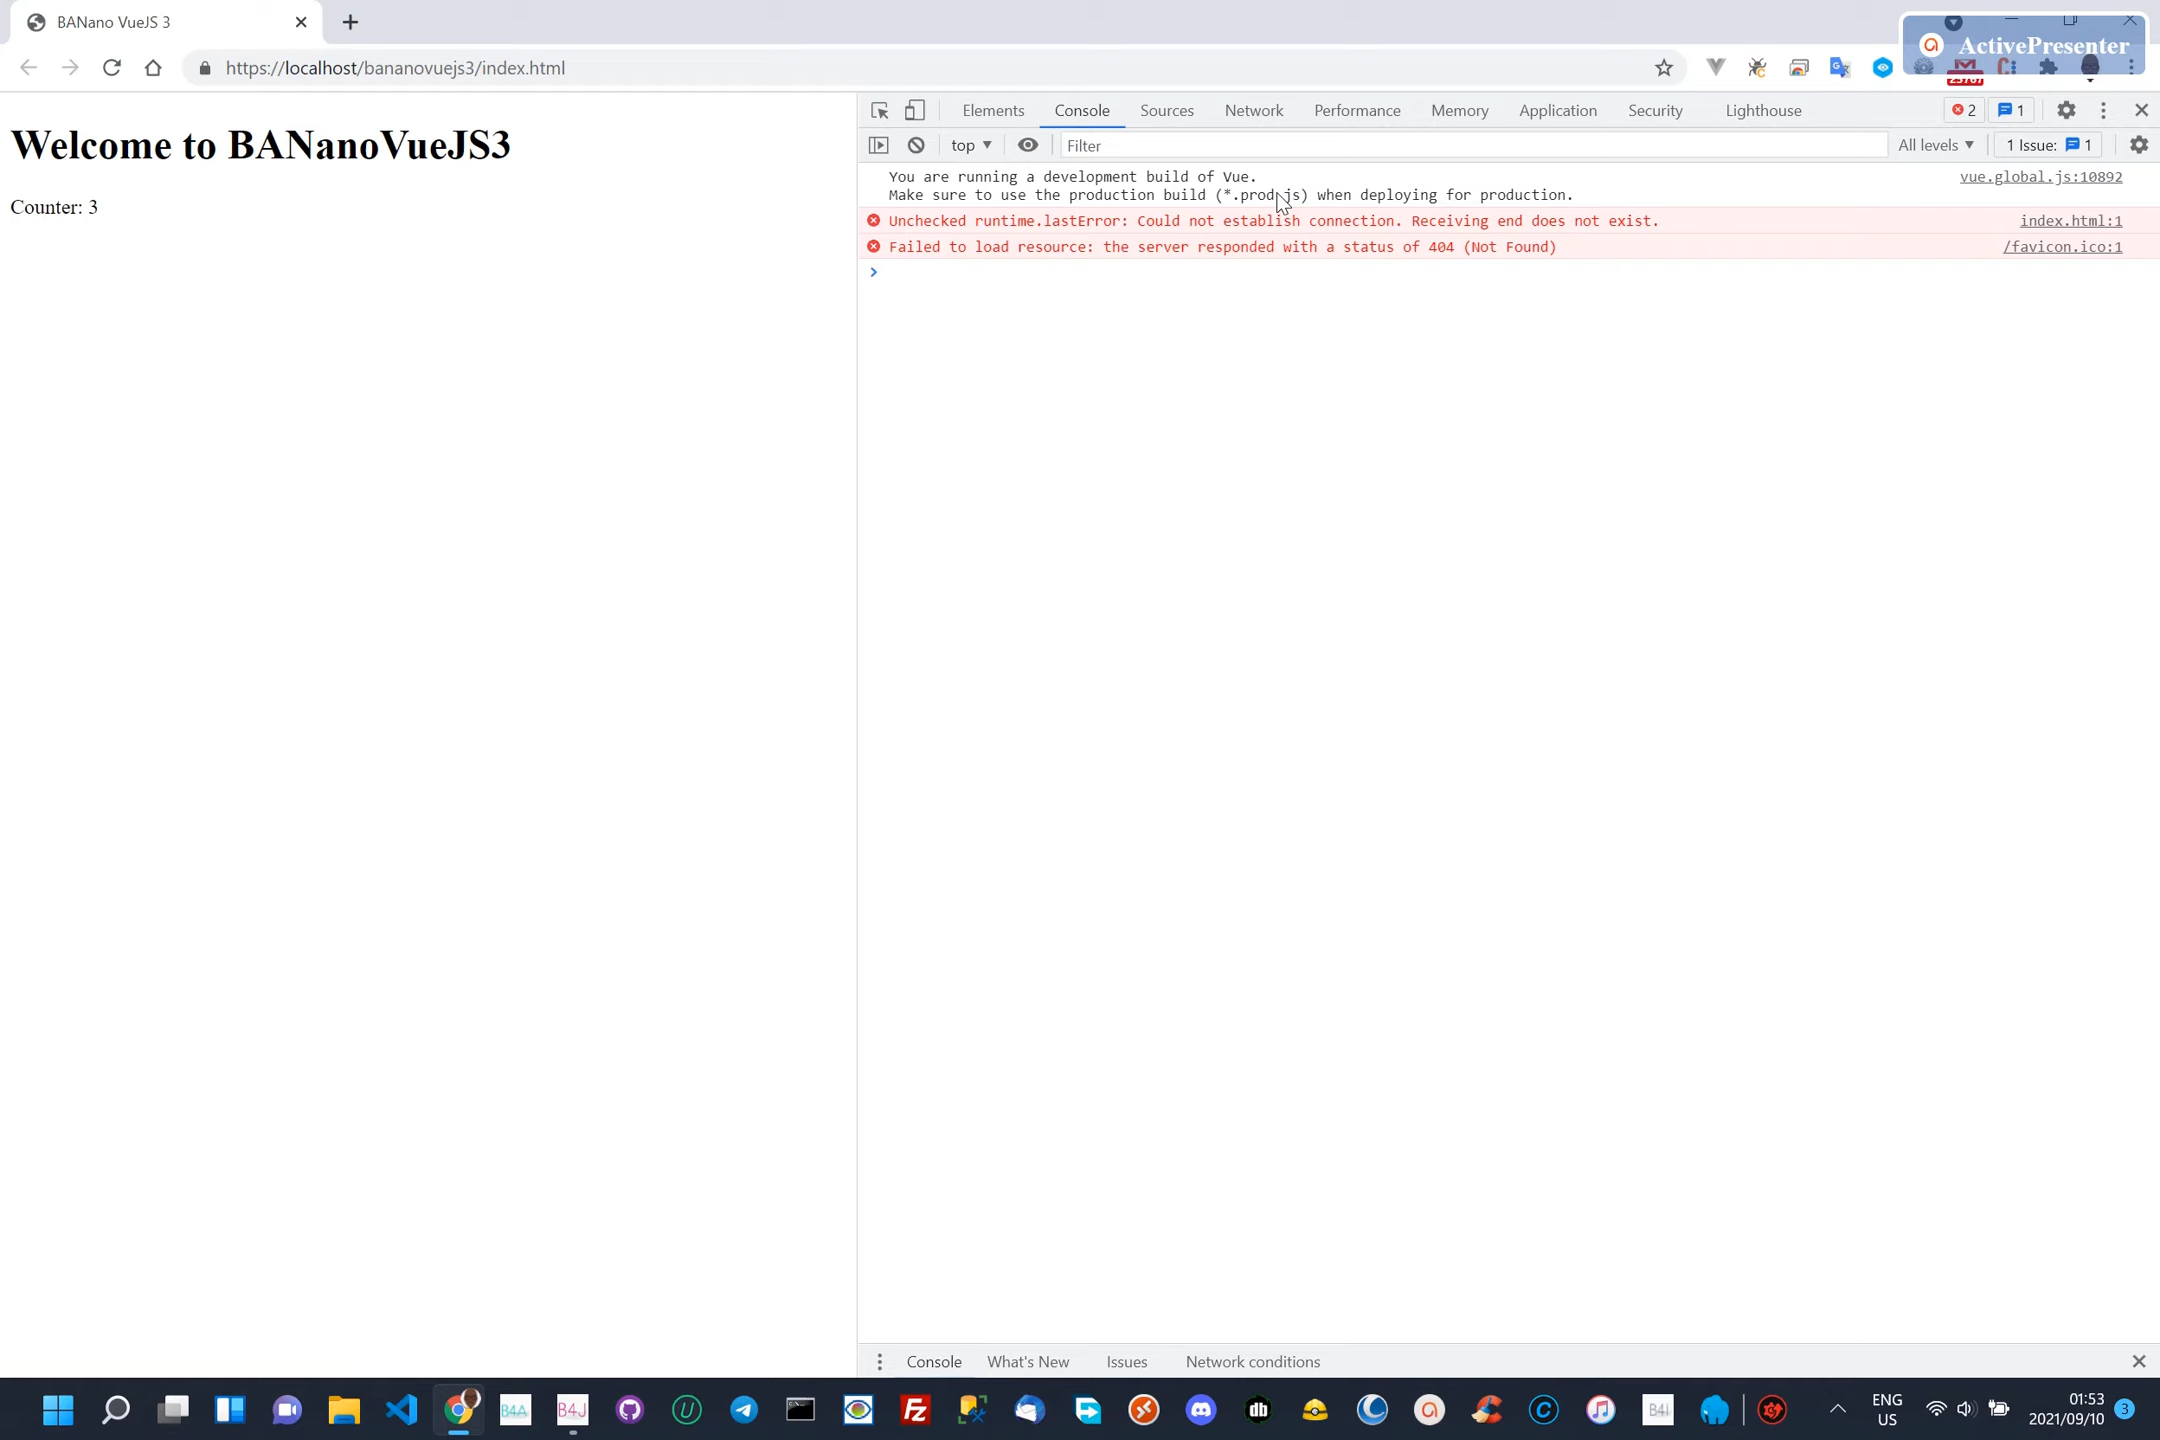 BANano VueJS 3
ActivePresenter
https://localhost/bananovuejs3/index.html
Welcome to BANanoVueJS3
Counter: 3
Elements
Console
Sources
Network
Performance
Memory
Application
Security
Lighthouse
2
1
top
Filter
All levels
1 Issue:
1
You are running a development build of Vue.
vue.global.js:10892
Make sure to use the production build (*.prod.js) when deploying for production.
Unchecked runtime.lastError: Could not establish connection. Receiving end does not exist.
index.html:1
Failed to load resource: the server responded with a status of 404 (Not Found)
/favicon.ico:1
Console
What's New
Issues
Network conditions
B4A
B4J
FZ
B4i
ENG
US
01:53
2021/09/10
3